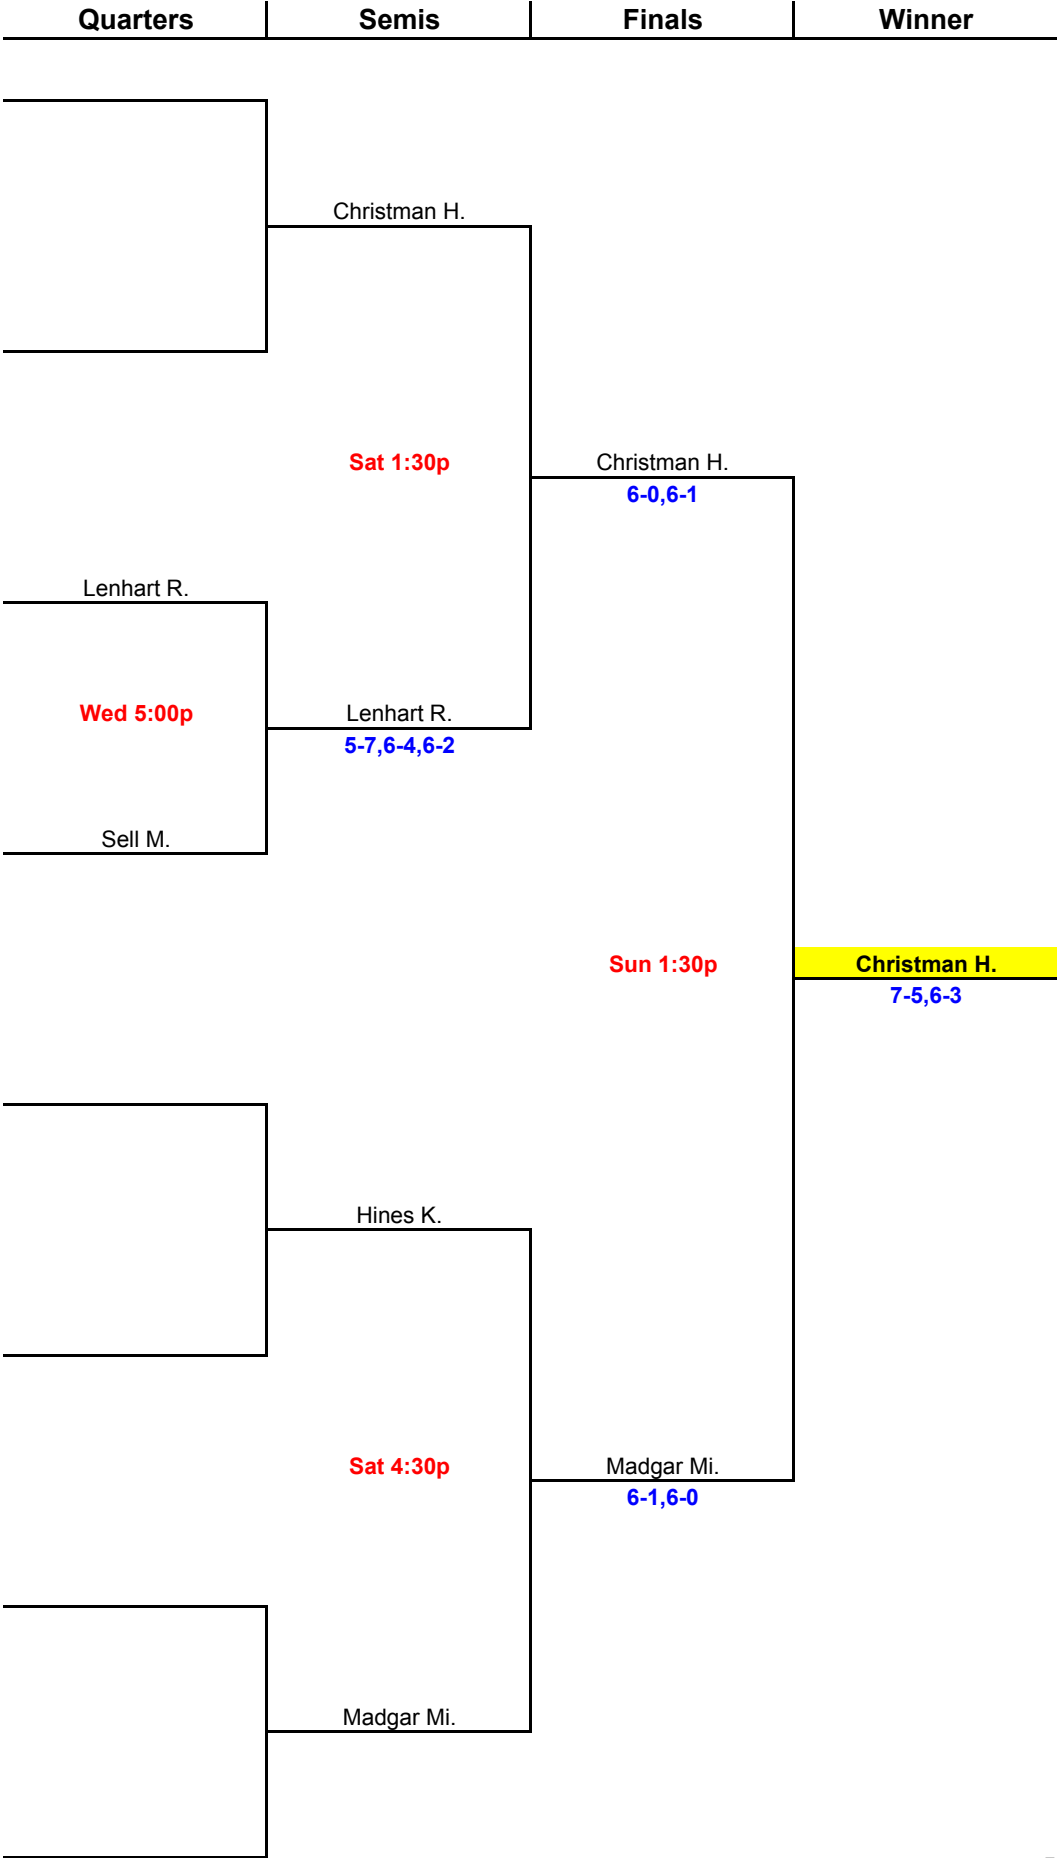 Quarters Semis Finals Winner
Christman H.
Sat 1:30p Christman H.
6-0,6-1
Lenhart R.
Wed 5:00p Lenhart R.
5-7,6-4,6-2
Sell M.
Sun 1:30p Christman H.
7-5,6-3
Hines K.
Sat 4:30p Madgar Mi.
6-1,6-0
Madgar Mi.